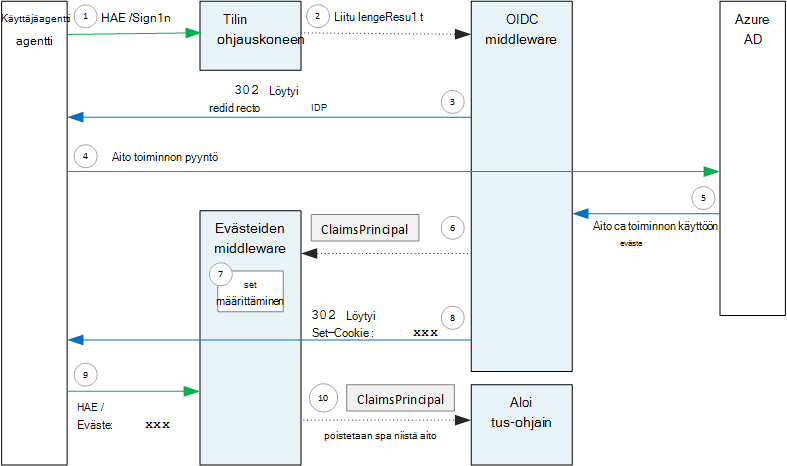 Käyttäjäagentti
agentti
1
HAE /Sign1n
Tilin
ohjauskoneen
2
Liitu lengeResu1 t
OIDC
middleware
Azure
AD
302 Löytyi
redid recto IDP
3
4
Aito toiminnon pyyntö
5
Aito ca toiminnon käyttöön
eväste
Evästeiden
middleware
ClaimsPrincipal
6
7
set
määrittäminen
302 Löytyi
Set-Cookie: xxx
8
9
HAE /
Eväste: xxx
10
ClaimsPrincipal
poistetaan spa niistä aito
Aloi
tus-ohjain